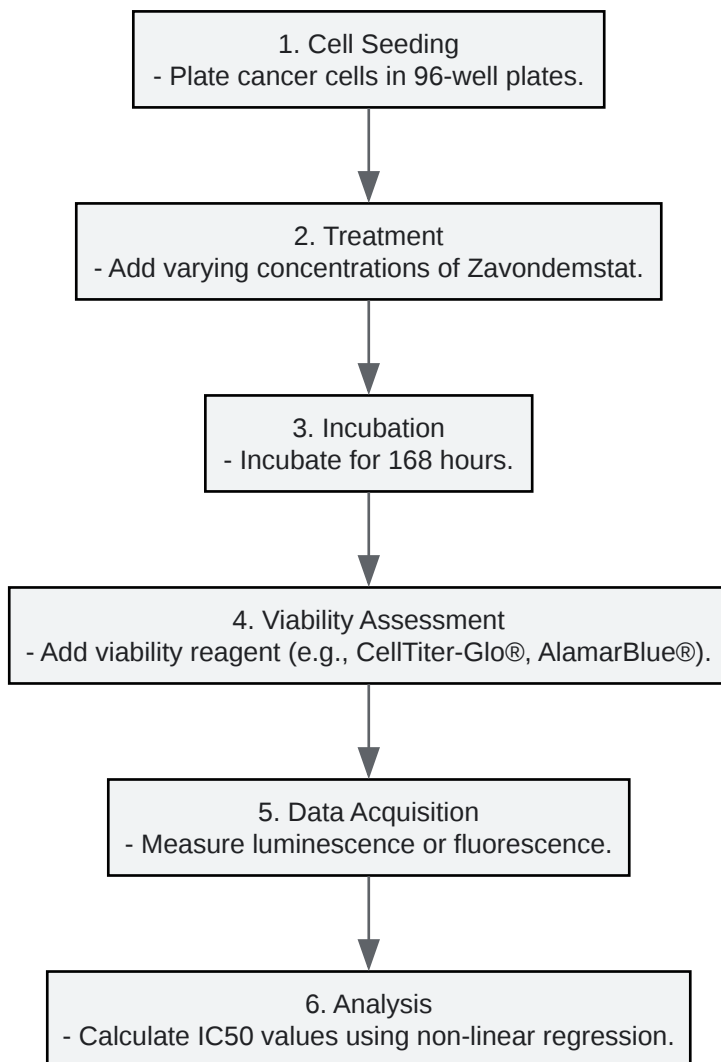 1. Cell Seeding
- Plate cancer cells in 96-well plates.
2. Treatment
- Add varying concentrations of Zavondemstat.
3. Incubation
- Incubate for 168 hours.
4. Viability Assessment
- Add viability reagent (e.g., CellTiter-Glo®, AlamarBlue®).
5. Data Acquisition
- Measure luminescence or fluorescence.
6. Analysis
- Calculate IC50 values using non-linear regression.